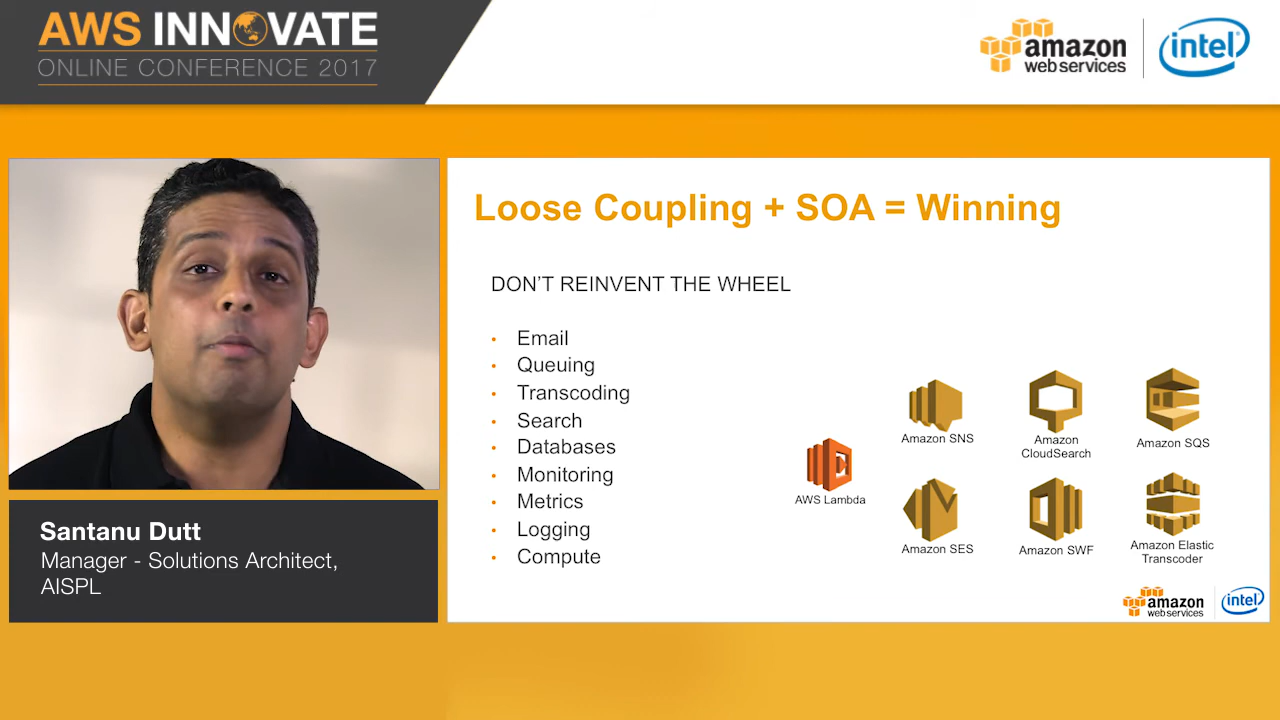 AWS INNOVATE
ONLINE CONFERENCE 2017
amazon
web services
intel
Santanu Dutt
Manager - Solutions Architect,
AISPL
Loose Coupling + SOA = Winning
DON'T REINVENT THE WHEEL
• Email
• Queuing
• Transcoding
• Search
• Databases
• Monitoring
• Metrics
• Logging
• Compute
AWS Lambda
Amazon SNS
Amazon
CloudSearch
Amazon SQS
Amazon SES
Amazon SWF
Amazon Elastic
Transcoder
amazon
web services
intel